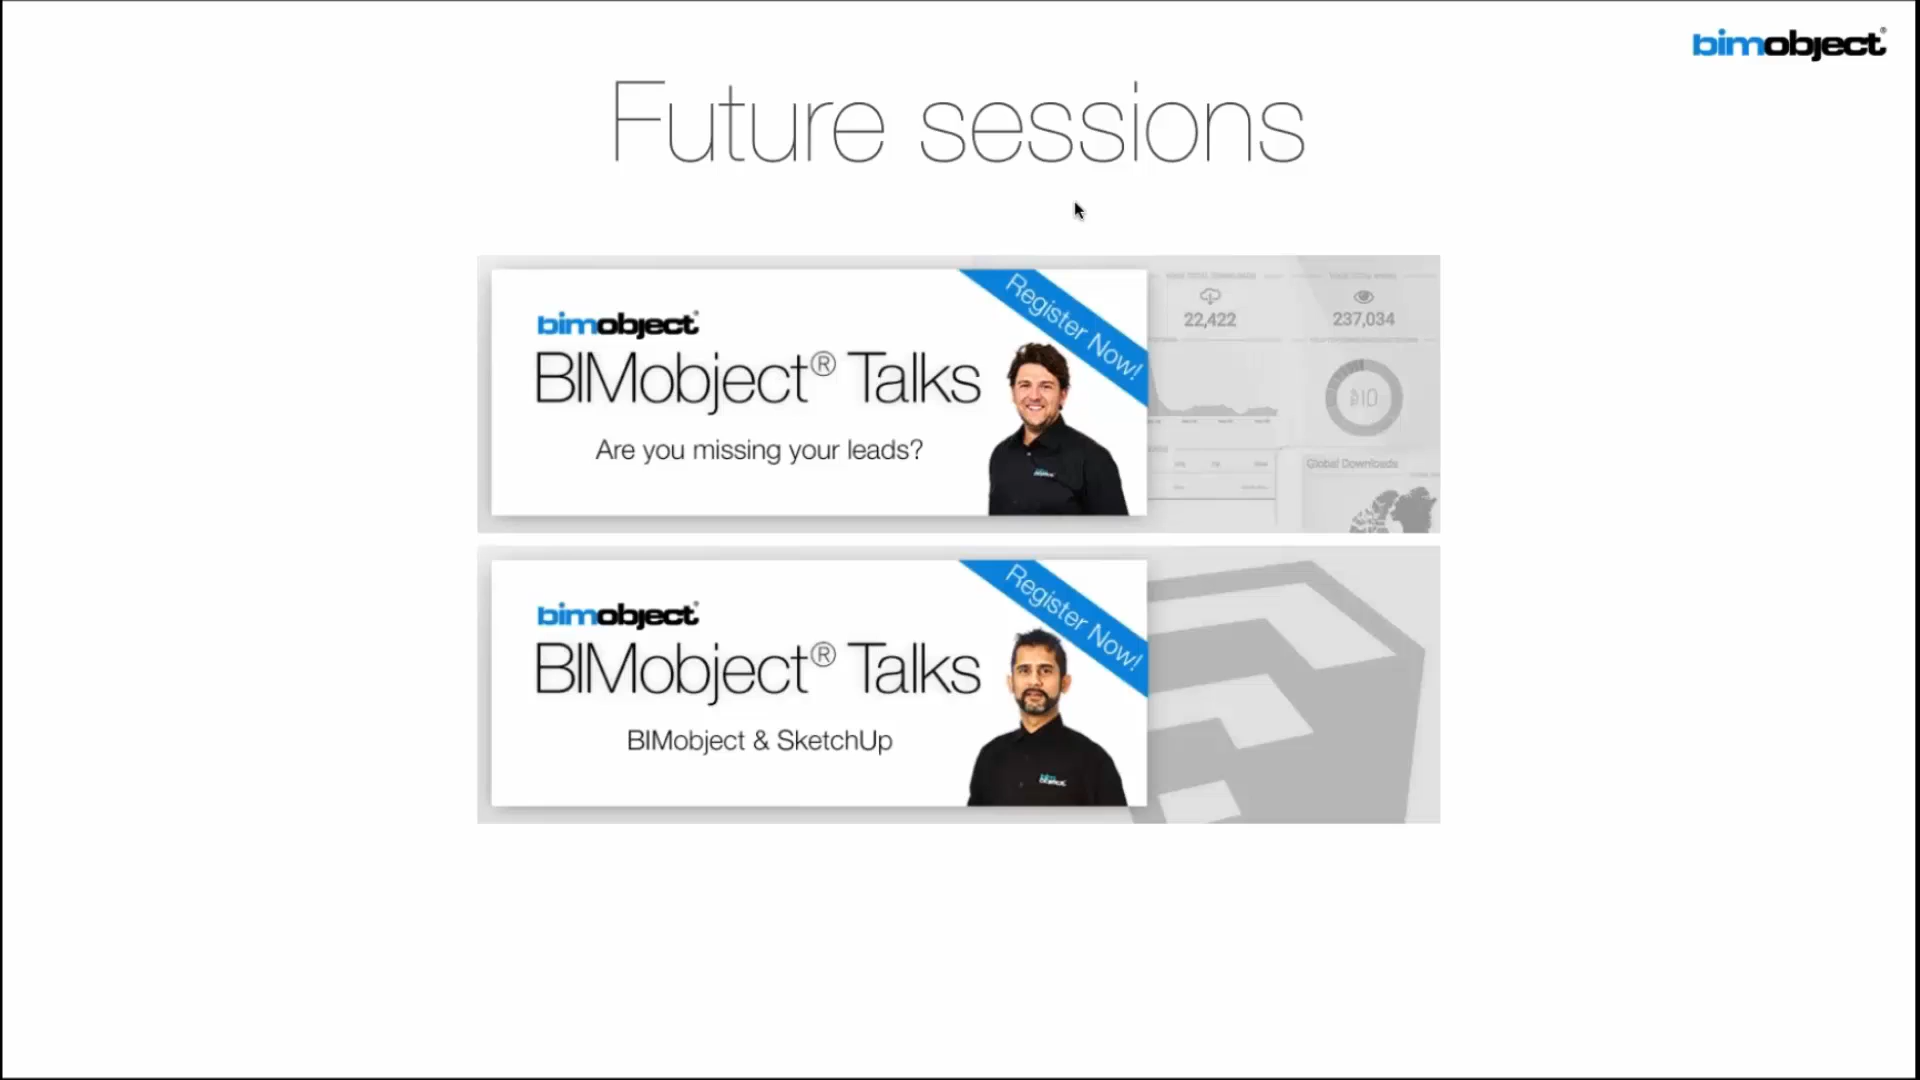 bimobject®
Future sessions
bimobject®
BIMobject® Talks
Are you missing your leads?
Register Now!
22,422
237,034
Global Downloads
bimobject®
BIMobject® Talks
BIMobject & SketchUp
Register Now!